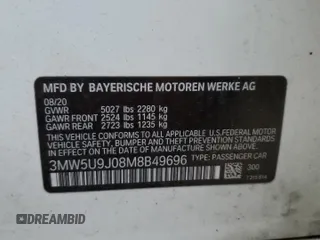 MFD BY BAYERISCHE MOTOREN WERKE AG
08/20
GVWR 5027 lbs 2280 kg
GAWR FRONT 2524 lbs 1145 kg
GAWR REAR 2723 lbs 1235 kg
THIS VEHICLE CONFORMS TO ALL APPLICABLE U.S. FEDERAL MOTOR
VEHICLE SAFETY, BUMPER, AND THEFT PREVENTION STANDARDS
IN EFFECT ON THE DATE OF MANUFACTURE SHOWN ABOVE.
3MW5U9J08M8B49696 TYPE: PASSENGER CAR
300
DREAMBID